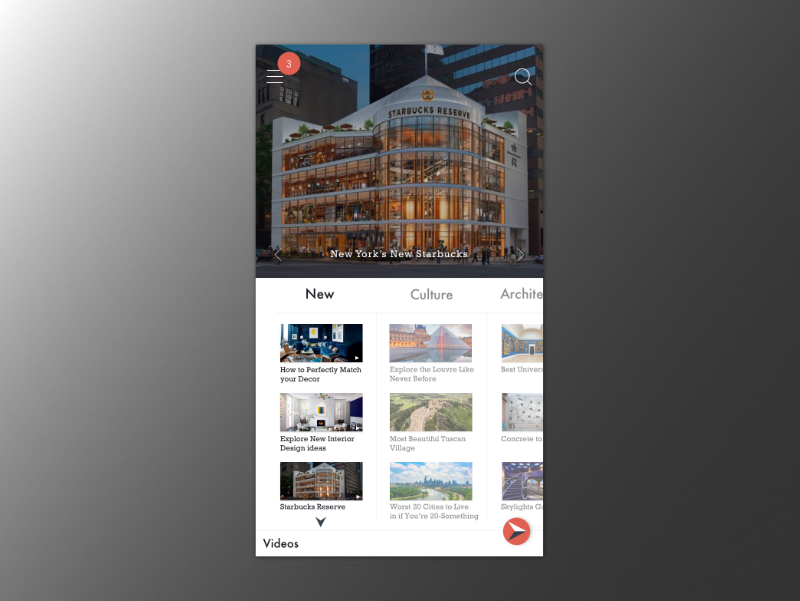 3
STARBUCKS RESERVE
New York's New Starbucks
New
Culture
Archite
How to Perfectly Match
your Decor
Explore the Louvre Like
Never Before
Best Univers
Explore New Interior
Design ideas
Most Beautiful Tuscan
Village
Concrete to
Starbucks Reserve
Worst 20 Cities to Live
in if You're 20-Something
Skylights Ga
Videos